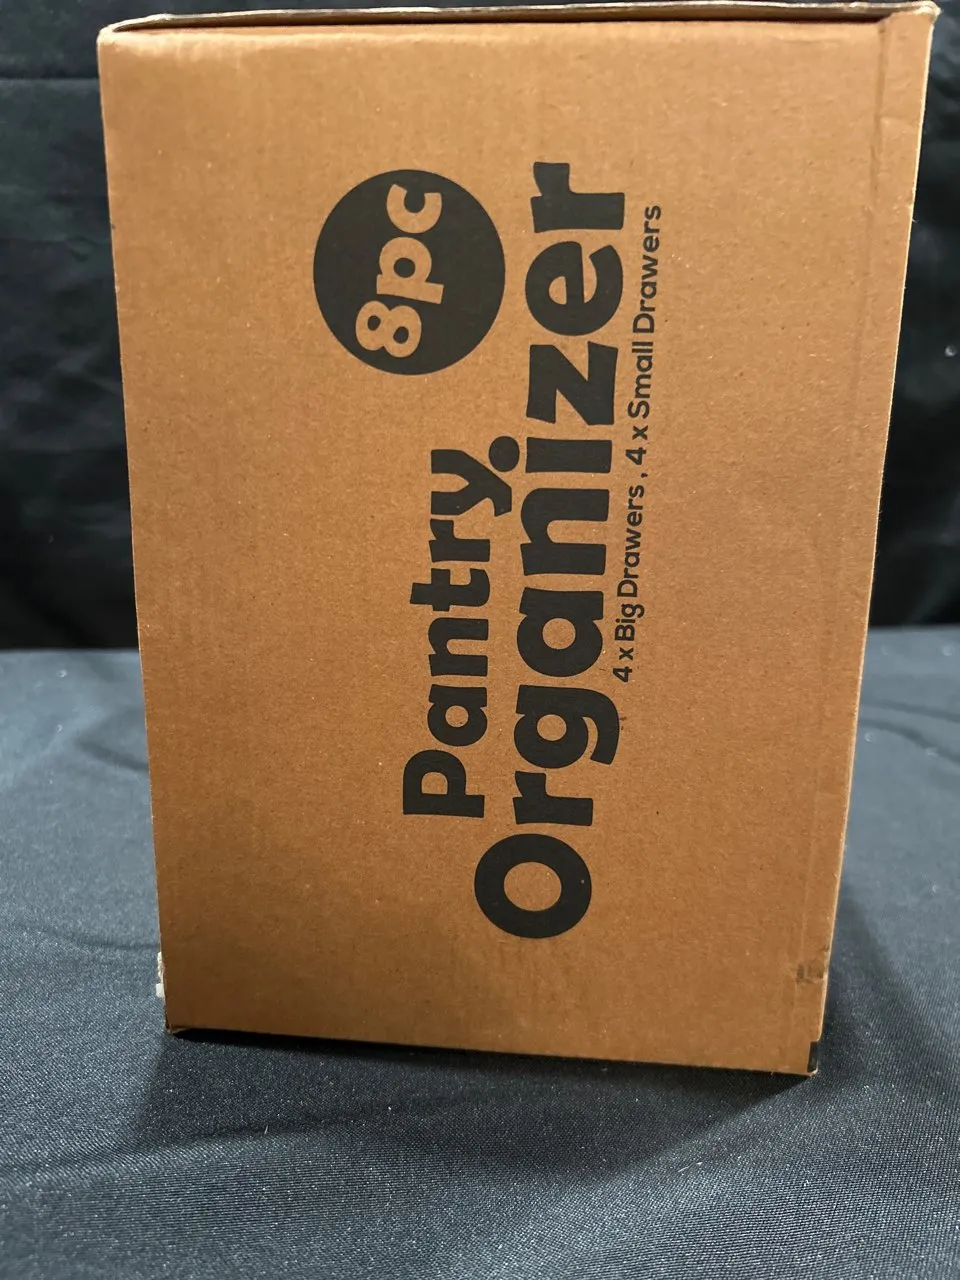 8pc
Pantry
Organizer
4 x Big Drawers , 4 x Small Drawers